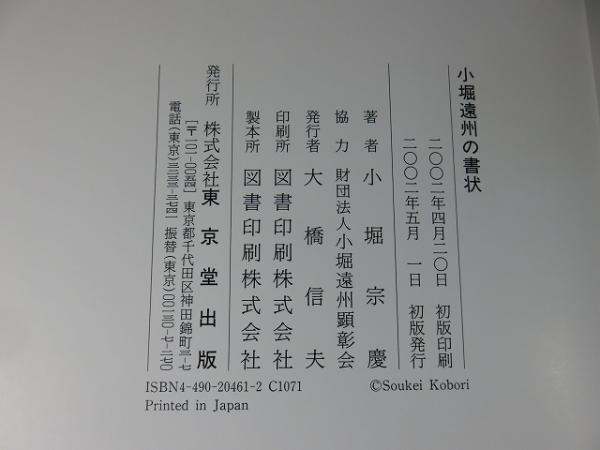 小堀遠州の書状
二〇〇二年四月二〇日 初版印刷
二〇〇二年五月 一日 初版発行
著者 小堀宗慶
協力 財団法人小堀遠州顕彰会
発行者 大橋信夫
印刷所 図書印刷株式会社
製本所 図書印刷株式会社
発行所 株式会社東京堂出版
[〒一〇一-〇〇五四] 東京都千代田区神田錦町三-七
電話(東京)三二三三-三七四一 振替(東京)〇〇一三〇-七-二七〇
ISBN4-490-20461-2 C1071
©Soukei Kobori
Printed in Japan